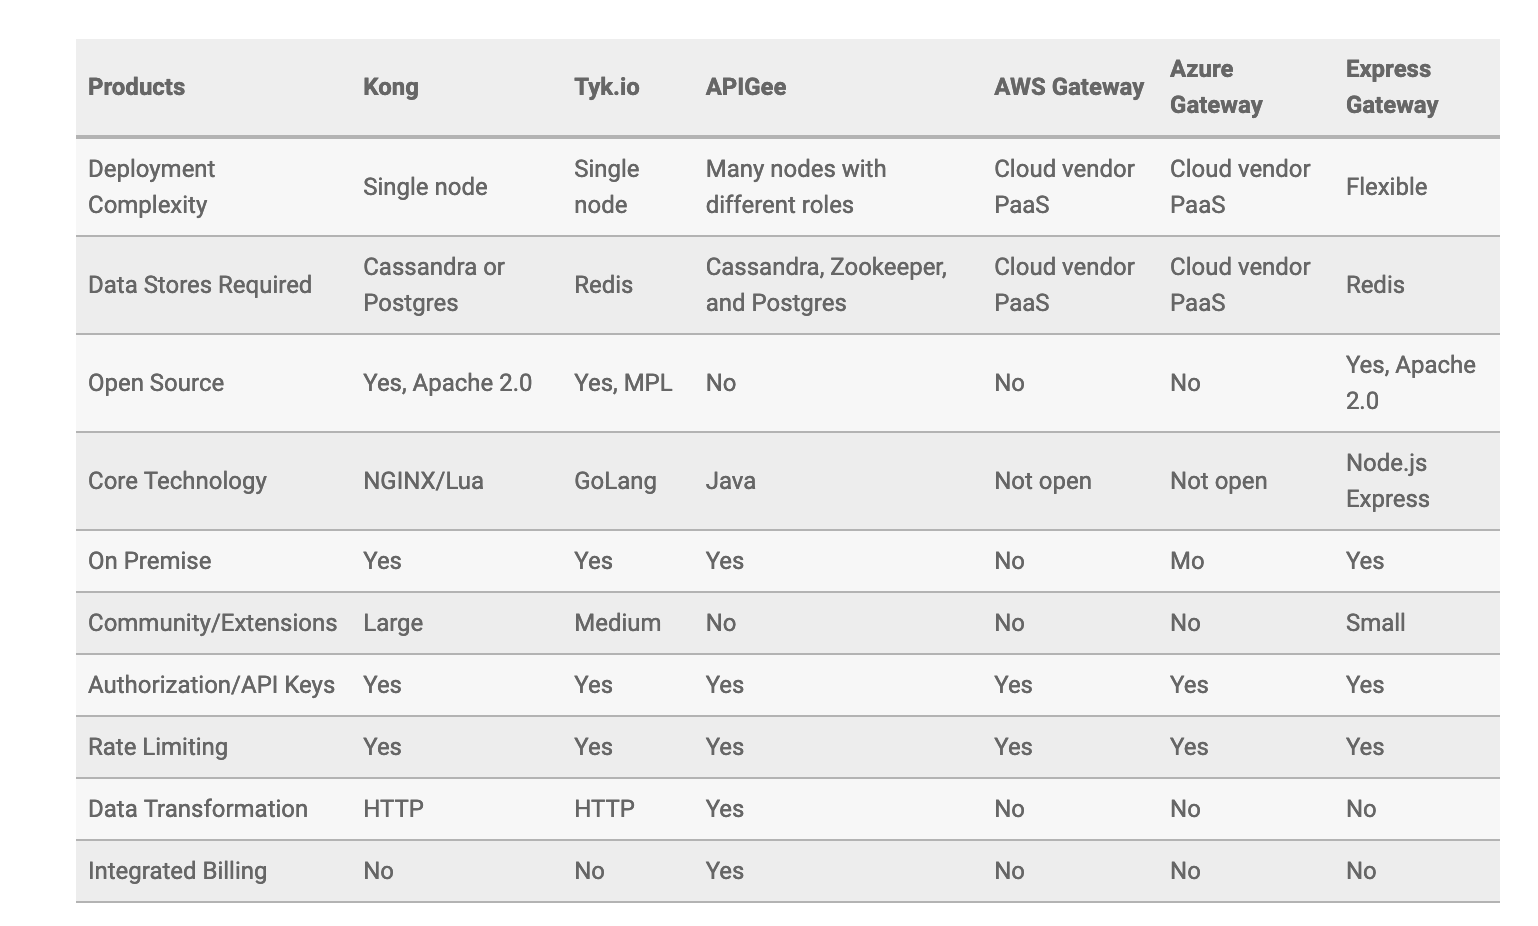 Products Kong Tyk.io APIGee AWS Gateway Azure Gateway Express Gateway
Deployment Complexity Single node Single node Many nodes with different roles Cloud vendor PaaS Cloud vendor PaaS Flexible
Data Stores Required Cassandra or Postgres Redis Cassandra, Zookeeper, and Postgres Cloud vendor PaaS Cloud vendor PaaS Redis
Open Source Yes, Apache 2.0 Yes, MPL No No No Yes, Apache 2.0
Core Technology NGINX/Lua GoLang Java Not open Not open Node.js Express
On Premise Yes Yes Yes No Mo Yes
Community/Extensions Large Medium No No No Small
Authorization/API Keys Yes Yes Yes Yes Yes Yes
Rate Limiting Yes Yes Yes Yes Yes Yes
Data Transformation HTTP HTTP Yes No No No
Integrated Billing No No Yes No No No